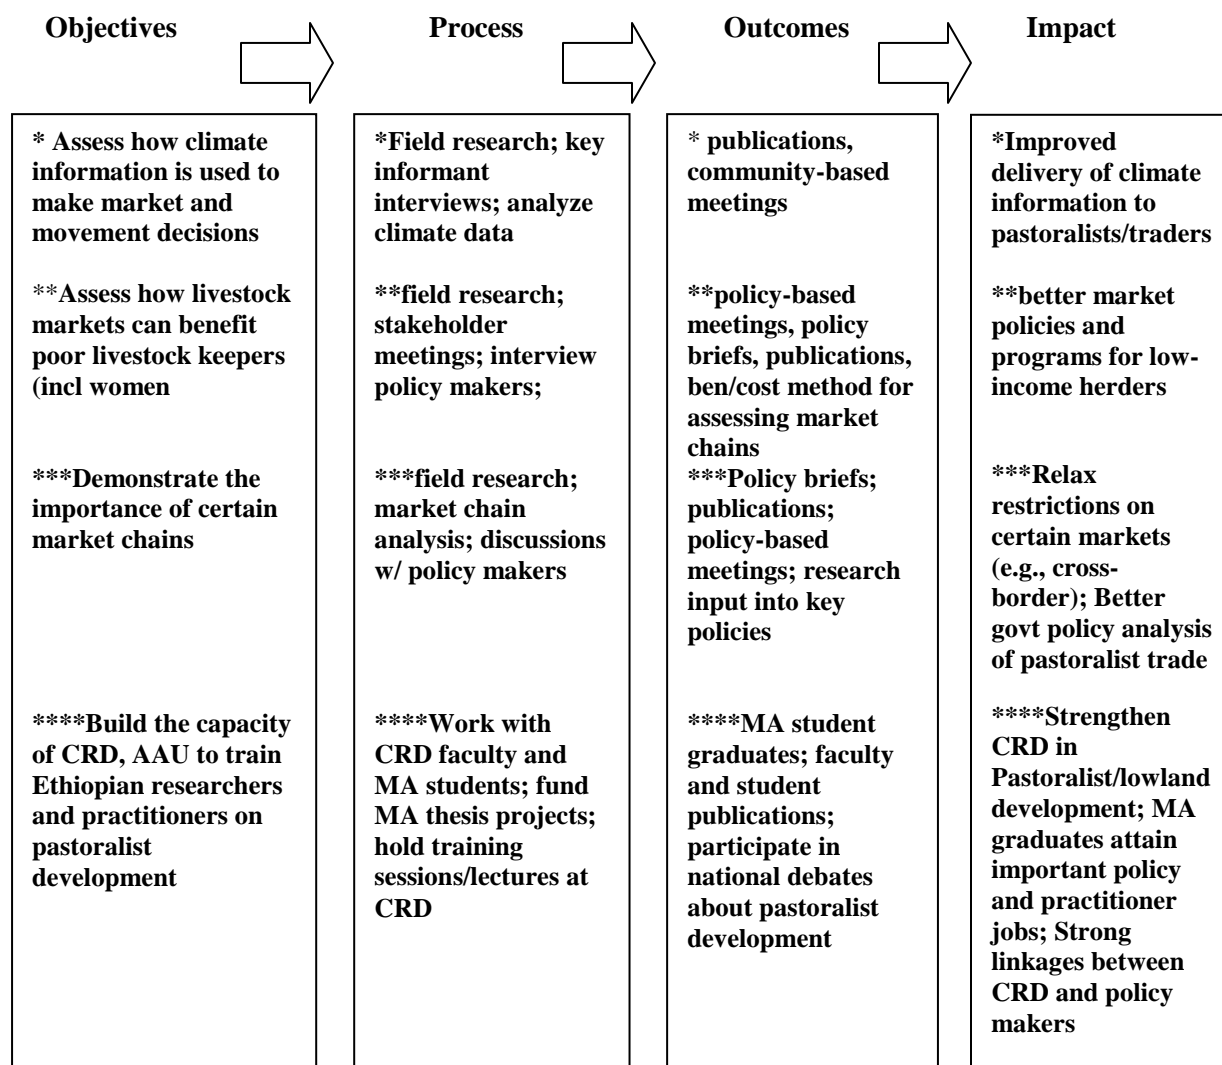 Objectives
Process
Outcomes
Impact
* Assess how climate
information is used to
make market and
movement decisions
**Assess how livestock
markets can benefit
poor livestock keepers
(incl women
***Demonstrate the
importance of certain
market chains
****Build the capacity
of CRD, AAU to train
Ethiopian researchers
and practitioners on
pastoralist
development
*Field research; key
informant
interviews; analyze
climate data
**field research;
stakeholder
meetings; interview
policy makers;
***field research;
market chain
analysis; discussions
w/ policy makers
****Work with
CRD faculty and
MA students; fund
MA thesis projects;
hold training
sessions/lectures at
CRD
* publications,
community-based
meetings
**policy-based
meetings, policy
briefs, publications,
ben/cost method for
assessing market
chains
***Policy briefs;
publications;
policy-based
meetings; research
input into key
policies
****MA student
graduates; faculty
and student
publications;
participate in
national debates
about pastoralist
development
*Improved
delivery of climate
information to
pastoralists/traders
**better market
policies and
programs for low-
income herders
***Relax
restrictions on
certain markets
(e.g., cross-
border); Better
govt policy analysis
of pastoralist trade
****Strengthen
CRD in
Pastoralist/lowland
development; MA
graduates attain
important policy
and practitioner
jobs; Strong
linkages between
CRD and policy
makers